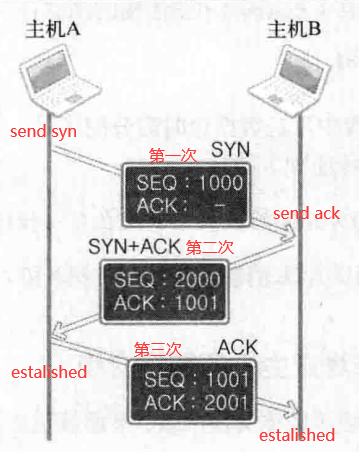 主机A
主机B
send syn
第一次
SYN
SEQ：1000
ACK： –
send ack
SYN+ACK
第二次
SEQ：2000
ACK：1001
estalished
第三次
ACK
SEQ：1001
ACK：2001
estalished